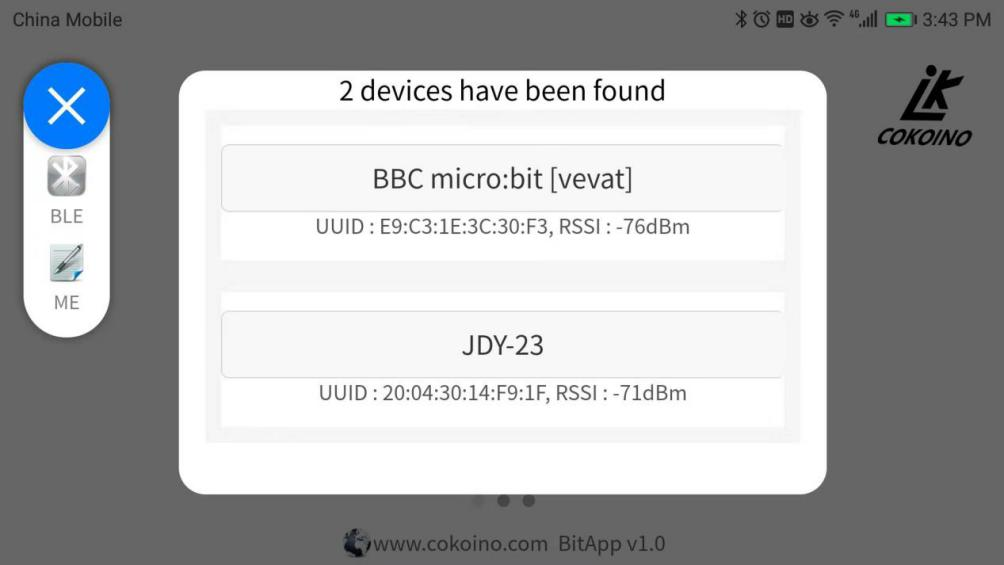 China Mobile
HD 4G 3:43 PM
2 devices have been found
COKOINO
BBC micro:bit [vevat]
UUID : E9:C3:1E:3C:30:F3, RSSI : -76dBm
BLE
ME
JDY-23
UUID : 20:04:30:14:F9:1F, RSSI : -71dBm
www.cokoino.com BitApp v1.0